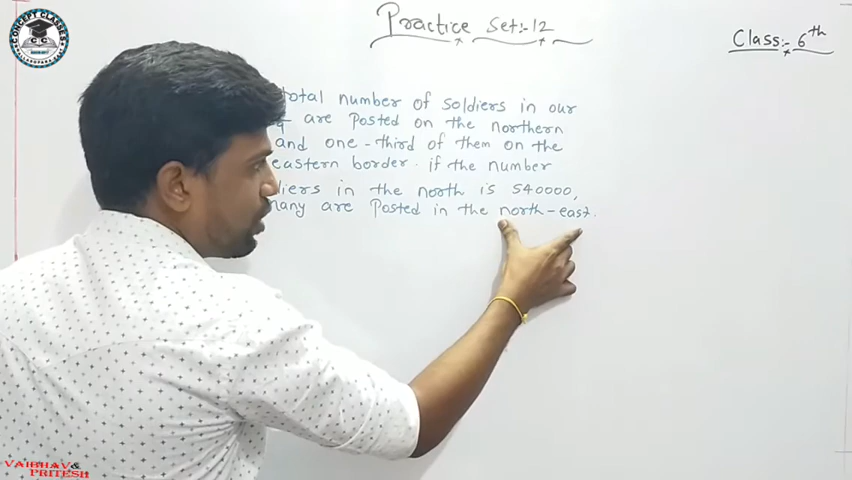 CONCEPT CLASSES
Practice Set:-12
Class:- 6th
total number of soldiers in our
are posted on the northern
and one-third of them on the
eastern border. if the number
in the north is 540000,
are Posted in the north-east.
VAIBHAV &
PRITESH